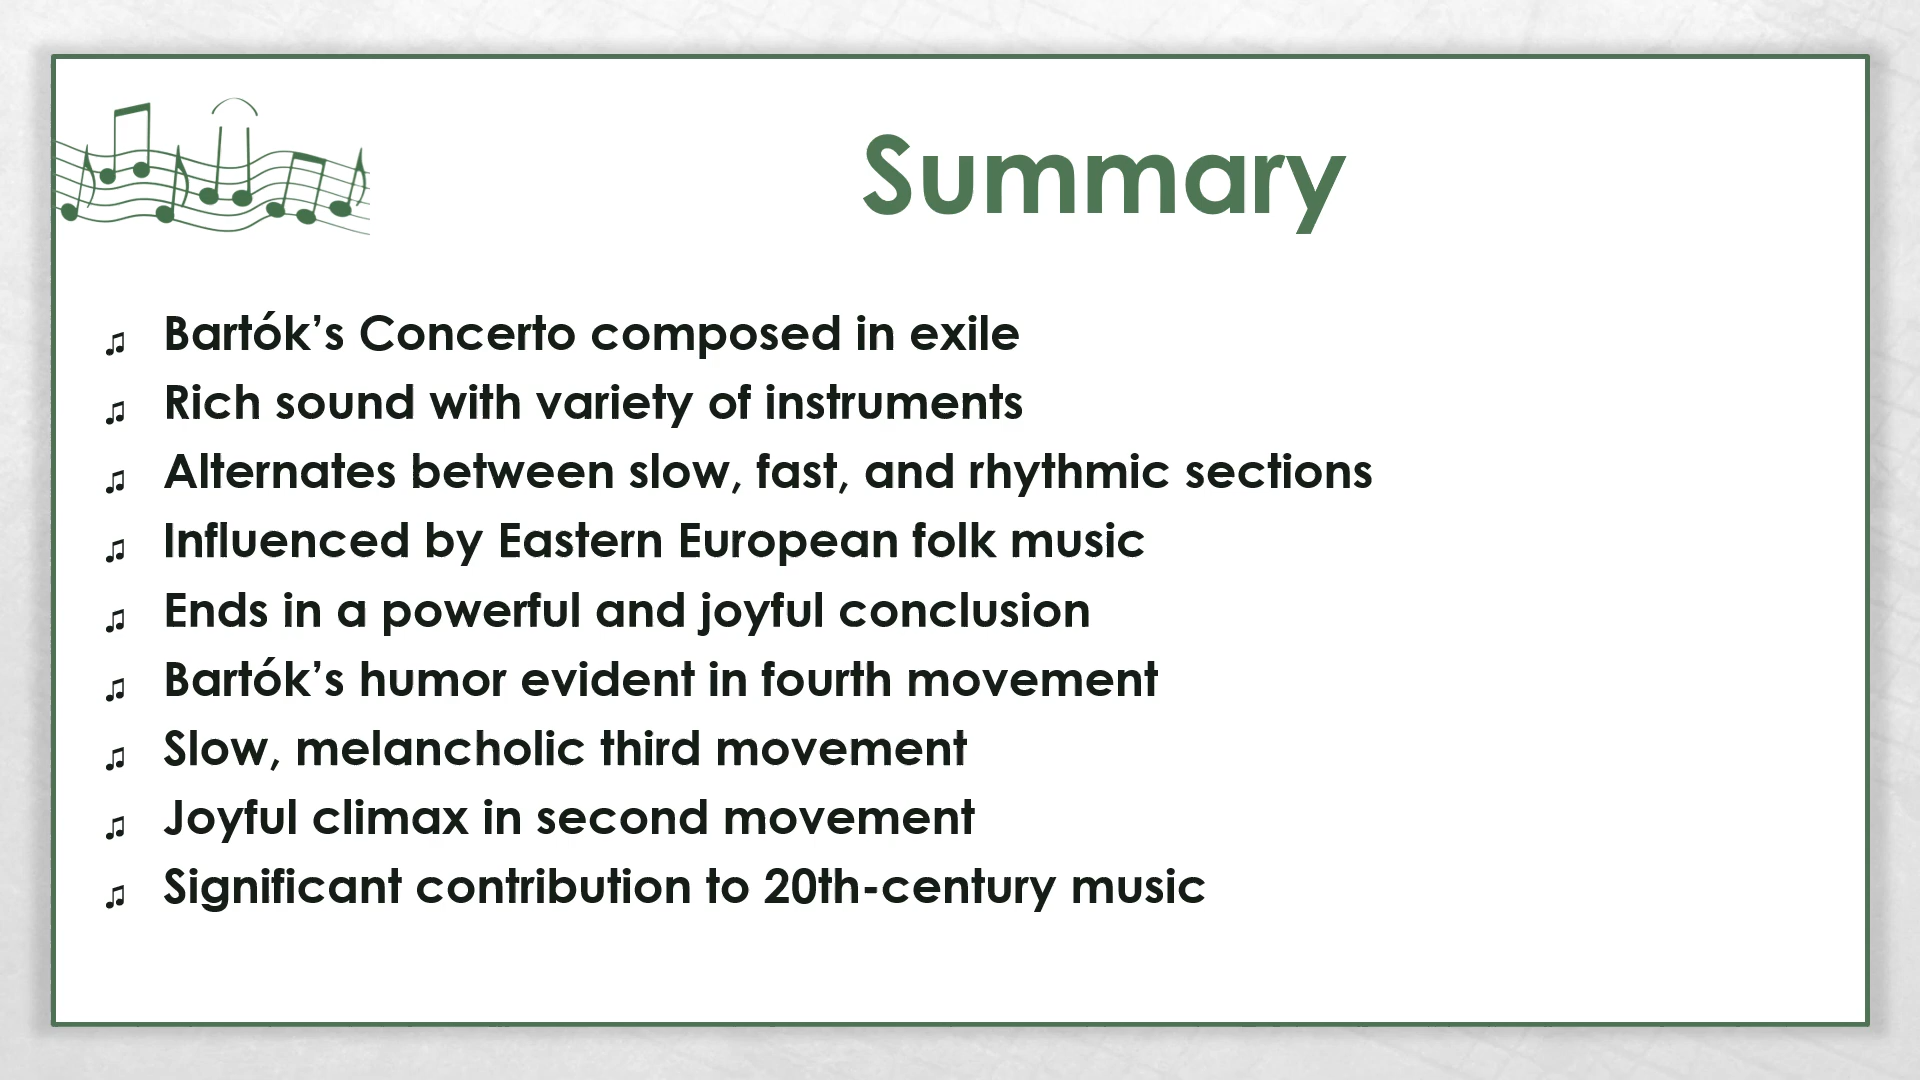 Summary
♫ Bartók’s Concerto composed in exile
♫ Rich sound with variety of instruments
♫ Alternates between slow, fast, and rhythmic sections
♫ Influenced by Eastern European folk music
♫ Ends in a powerful and joyful conclusion
♫ Bartók’s humor evident in fourth movement
♫ Slow, melancholic third movement
♫ Joyful climax in second movement
♫ Significant contribution to 20th-century music